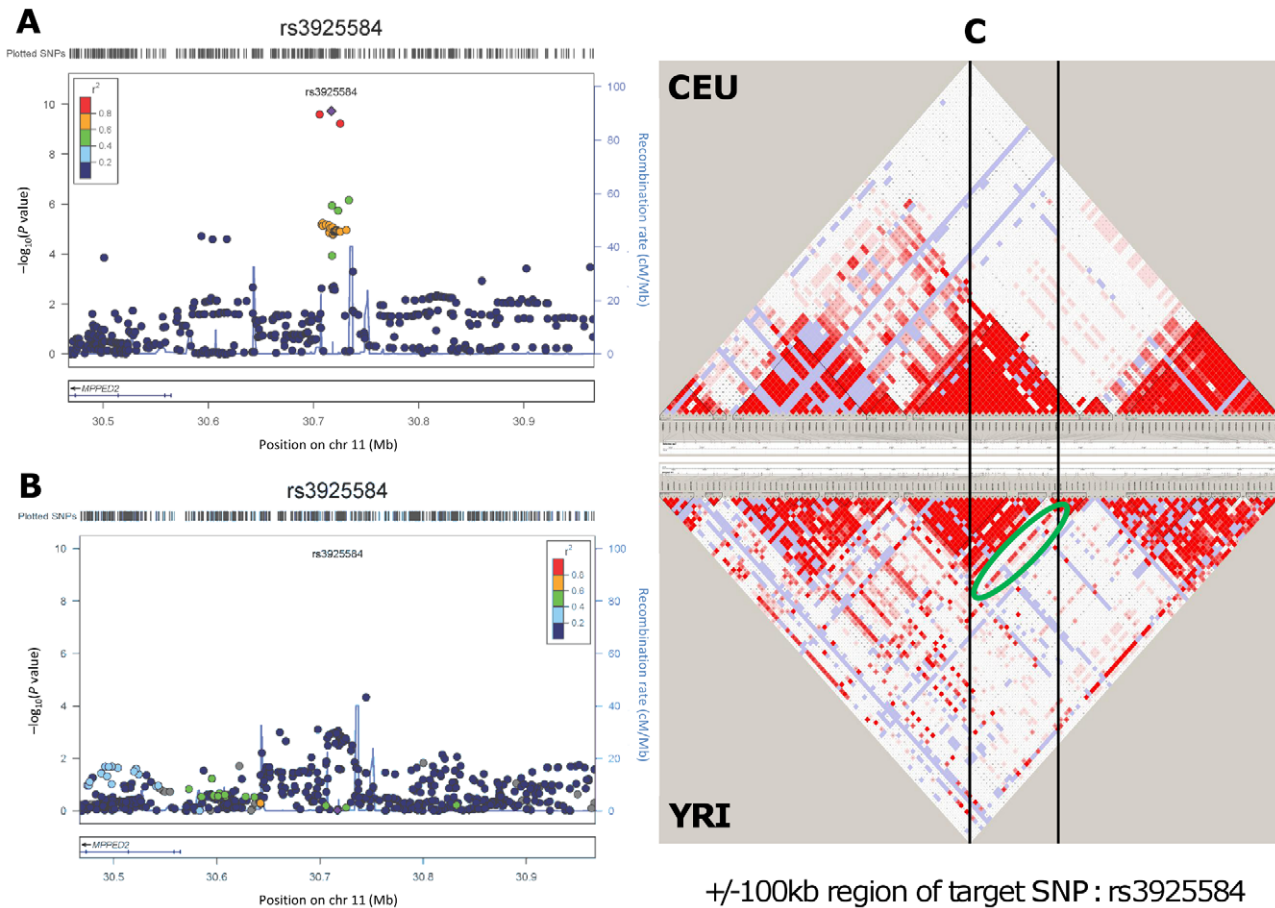 A
rs3925584
Plotted SNPs
r²
0.8
0.6
0.4
0.2
rs3925584
10
8
6
4
2
0
−log₁₀(P value)
100
80
60
40
20
0
Recombination rate (cM/Mb)
←MPPED2
30.5 30.6 30.7 30.8 30.9
Position on chr 11 (Mb)
B
rs3925584
Plotted SNPs
rs3925584
r²
0.8
0.6
0.4
0.2
10
8
6
4
2
0
−log₁₀(P value)
100
80
60
40
20
0
Recombination rate (cM/Mb)
←MPPED2
30.5 30.6 30.7 30.8 30.9
Position on chr 11 (Mb)
C
CEU
YRI
+/-100kb region of target SNP : rs3925584